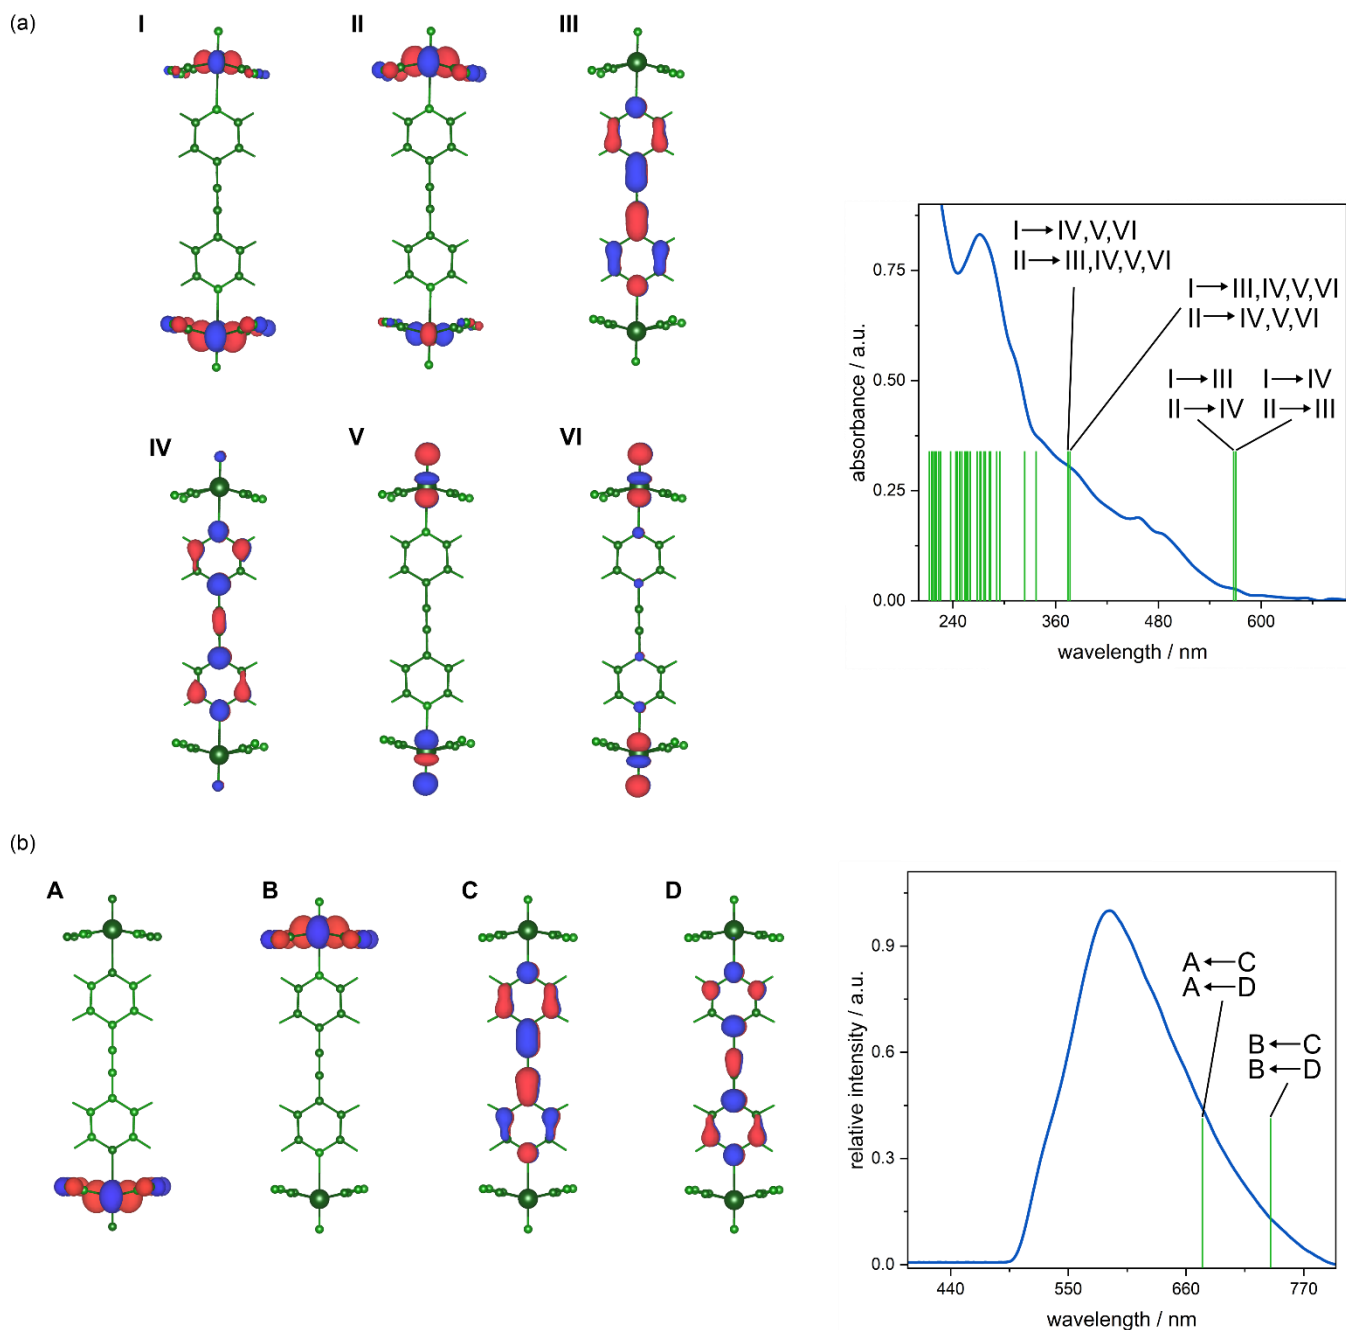 (a)
I
II
III
IV
V
VI
absorbance / a.u.
0.75
0.50
0.25
0.00
240
360
480
600
wavelength / nm
I→IV,V,VI
II→III,IV,V,VI
I→III,IV,V,VI
II→IV,V,VI
I→III I→IV
II→IV II→III
(b)
A
B
C
D
relative intensity / a.u.
0.9
0.6
0.3
0.0
440
550
660
770
wavelength / nm
A←C
A←D
B←C
B←D